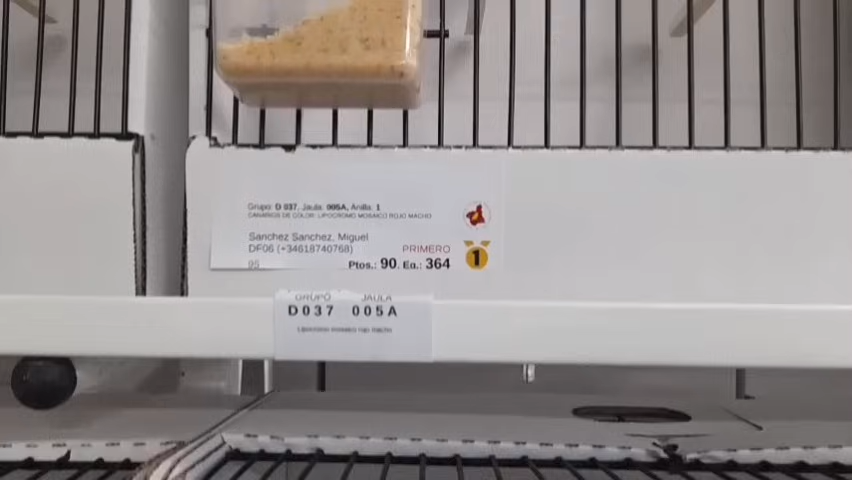 Grupo: D 037, Jaula: 005A, Anilla: 1
CANARIOS DE COLOR: LIPOCROMO MOSAICO ROJO MACHO
Sanchez Sanchez, Miguel
DF06 (+34618740768)
PRIMERO
1
95
Ptos.: 90, Eq.: 364
GRUPO JAULA
D037 005A
Lipocromo mosaico rojo macho